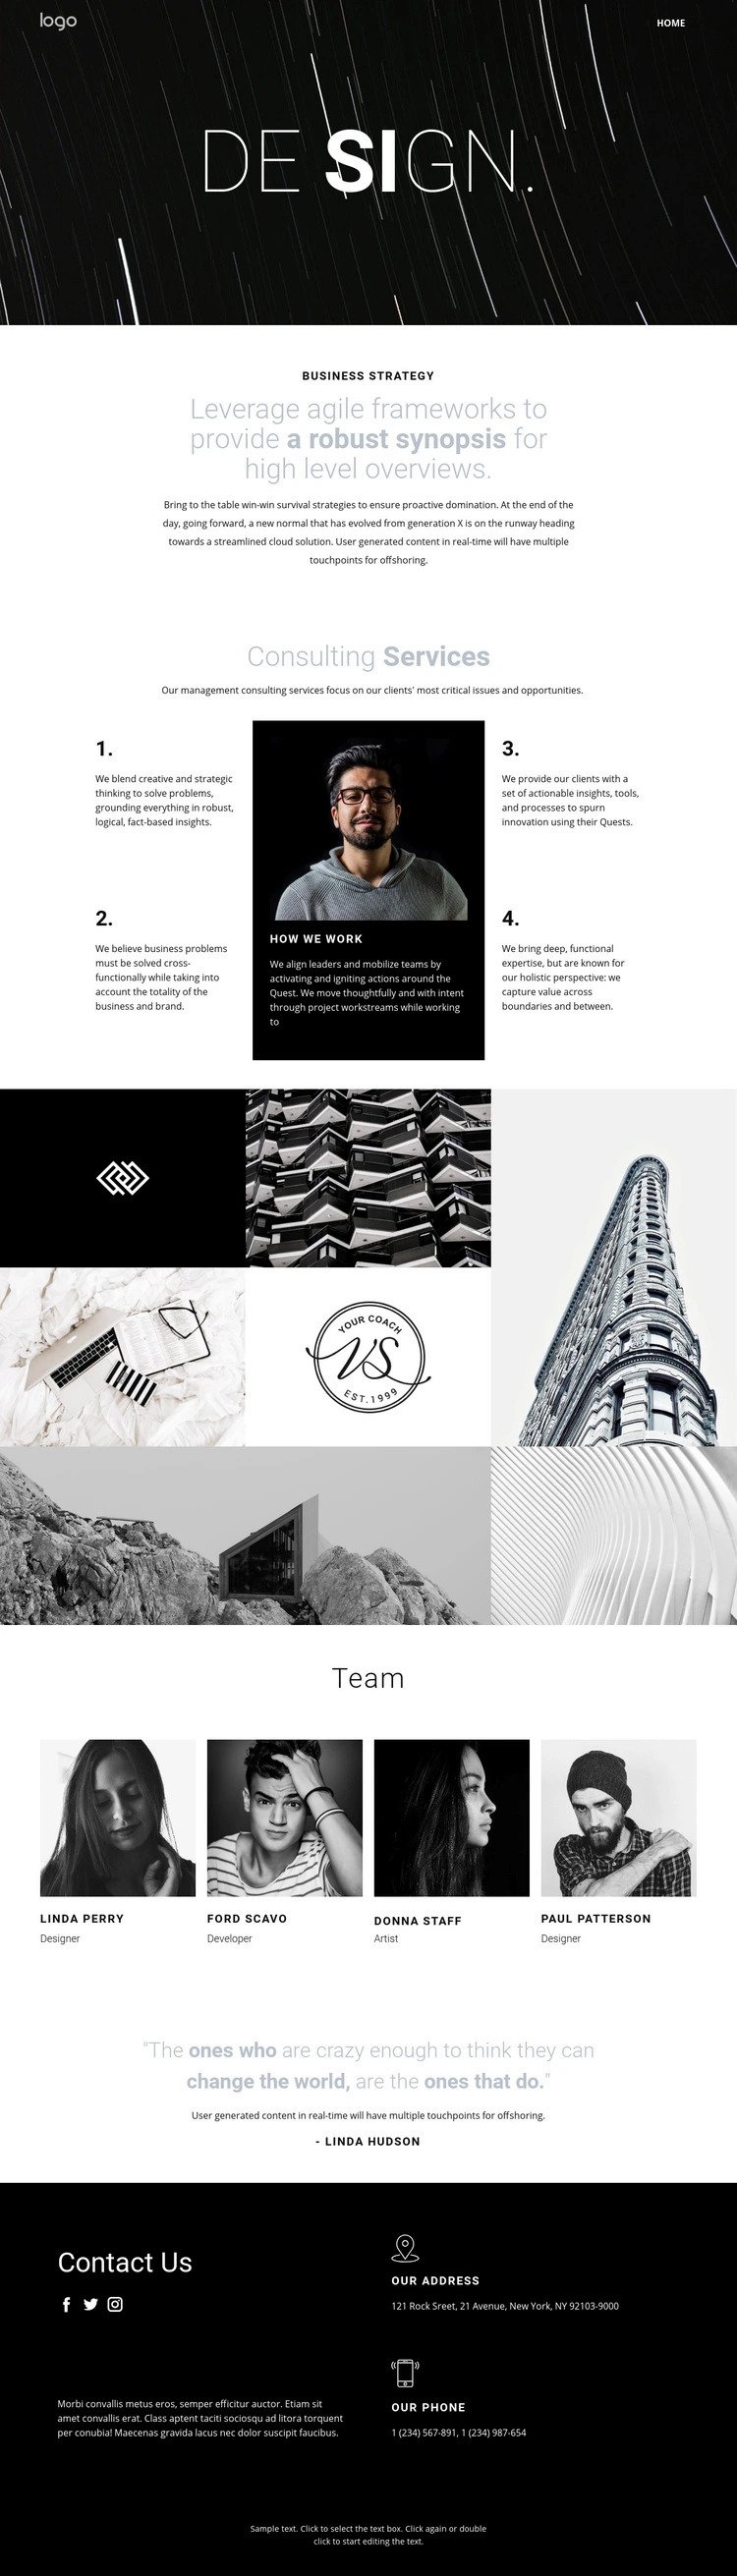 logo
HOME
DE SIGN.
BUSINESS STRATEGY
Leverage agile frameworks to
provide a robust synopsis for
high level overviews.
Bring to the table win-win survival strategies to ensure proactive domination. At the end of the
day, going forward, a new normal that has evolved from generation X is on the runway heading
towards a streamlined cloud solution. User generated content in real-time will have multiple
touchpoints for offshoring.
Consulting Services
Our management consulting services focus on our clients' most critical issues and opportunities.
1.
We blend creative and strategic
thinking to solve problems,
grounding everything in robust,
logical, fact-based insights.
2.
We believe business problems
must be solved cross-
functionally while taking into
account the totality of the
business and brand.
HOW WE WORK
We align leaders and mobilize teams by
activating and igniting actions around the
Quest. We move thoughtfully and with intent
through project workstreams while working
to
3.
We provide our clients with a
set of actionable insights, tools,
and processes to spurn
innovation using their Quests.
4.
We bring deep, functional
expertise, but are known for
our holistic perspective: we
capture value across
boundaries and between.
YOUR COACH
VS
EST.1999
Team
LINDA PERRY
Designer
FORD SCAVO
Developer
DONNA STAFF
Artist
PAUL PATTERSON
Designer
"The ones who are crazy enough to think they can
change the world, are the ones that do."
User generated content in real-time will have multiple touchpoints for offshoring.
- LINDA HUDSON
Contact Us
Morbi convallis metus eros, semper efficitur auctor. Etiam sit
amet convallis erat. Class aptent taciti sociosqu ad litora torquent
per conubia! Maecenas gravida lacus nec dolor suscipit faucibus.
OUR ADDRESS
121 Rock Sreet, 21 Avenue, New York, NY 92103-9000
OUR PHONE
1 (234) 567-891, 1 (234) 987-654
Sample text. Click to select the text box. Click again or double
click to start editing the text.